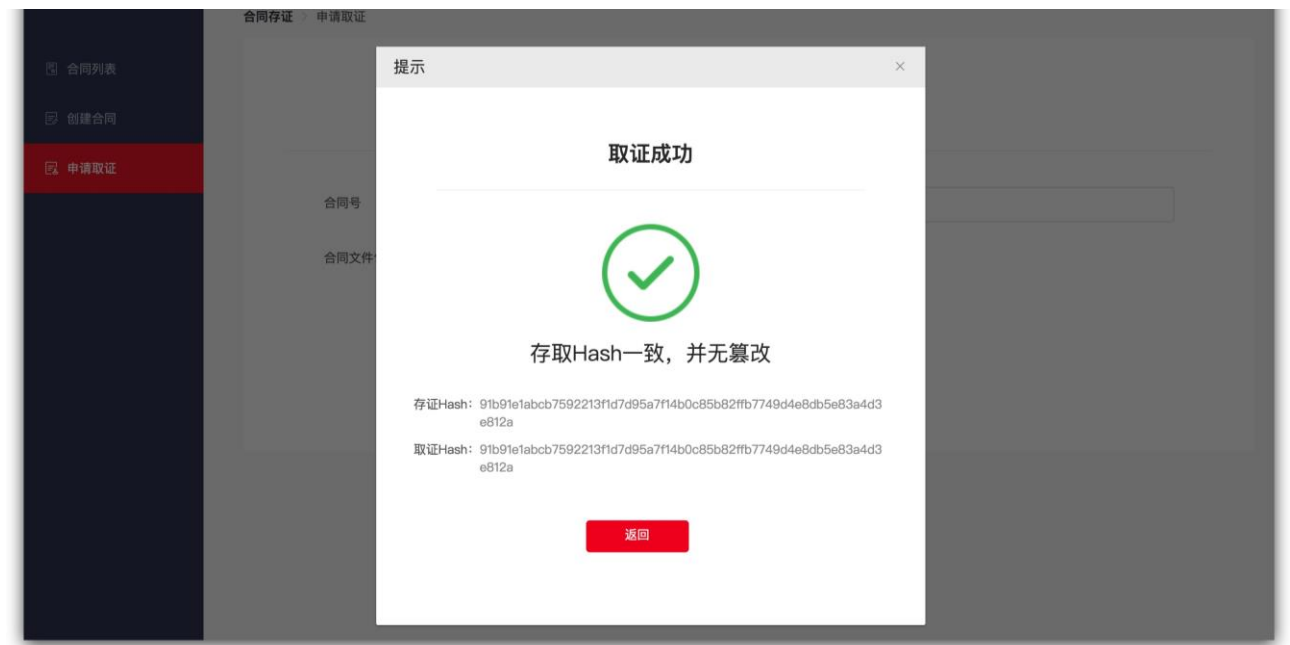 合同存证 > 申请取证
合同列表
创建合同
申请取证
合同号
合同文件
提示
×
取证成功
存取Hash一致，并无篡改
存证Hash： 91b91e1abcb7592213f1d7d95a7f14b0c85b82ffb7749d4e8db5e83a4d3
e812a
取证Hash： 91b91e1abcb7592213f1d7d95a7f14b0c85b82ffb7749d4e8db5e83a4d3
e812a
返回